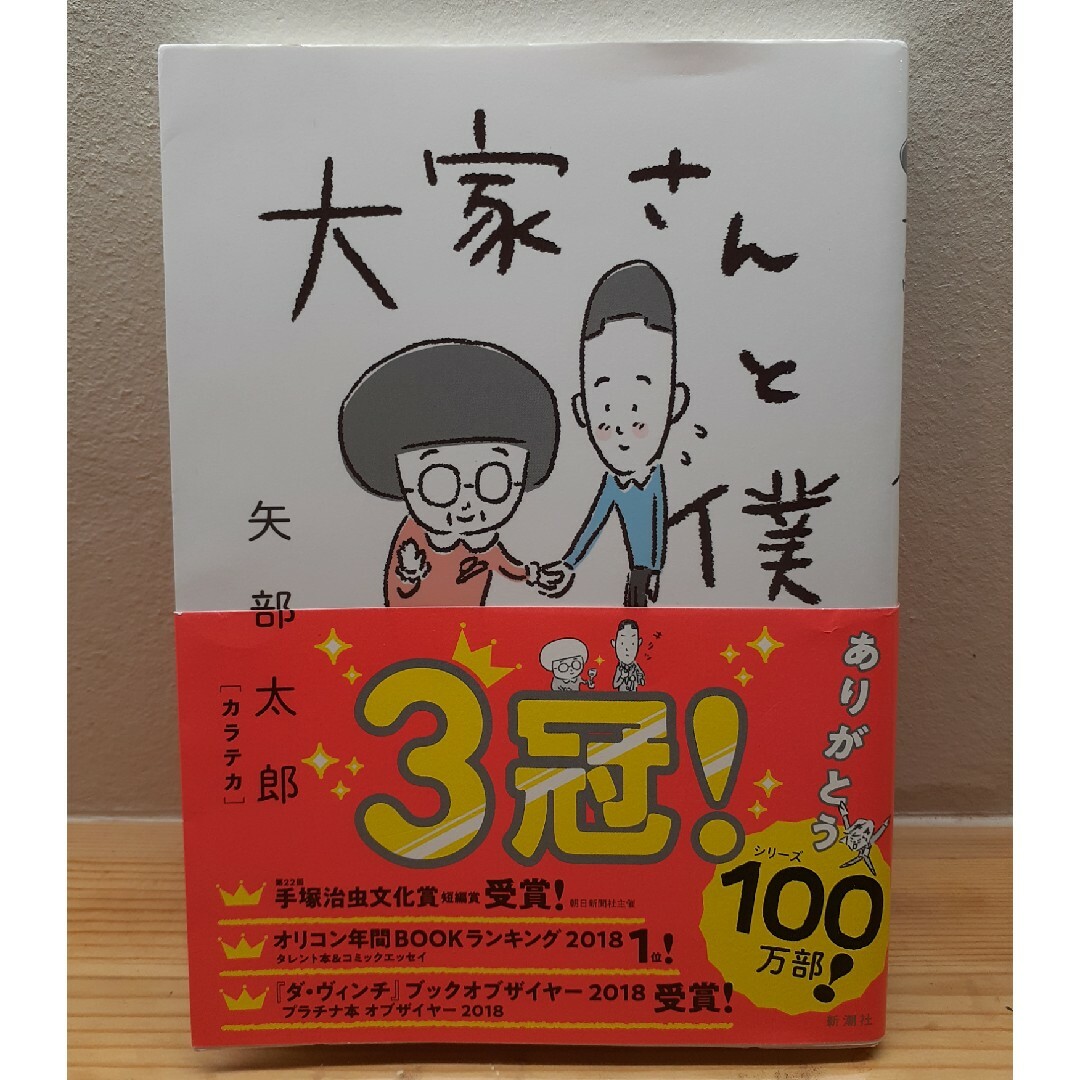 大家さんと僕
矢部太郎
[カラテカ]
3冠!
ありがとう
シリーズ
100
万部!
第22回
手塚治虫文化賞 短編賞 受賞! 朝日新聞社主催
オリコン年間BOOKランキング2018 1位!
タレント本&コミックエッセイ
『ダ・ヴィンチ』ブックオブザイヤー2018 受賞!
プラチナ本 オブザイヤー2018
新潮社